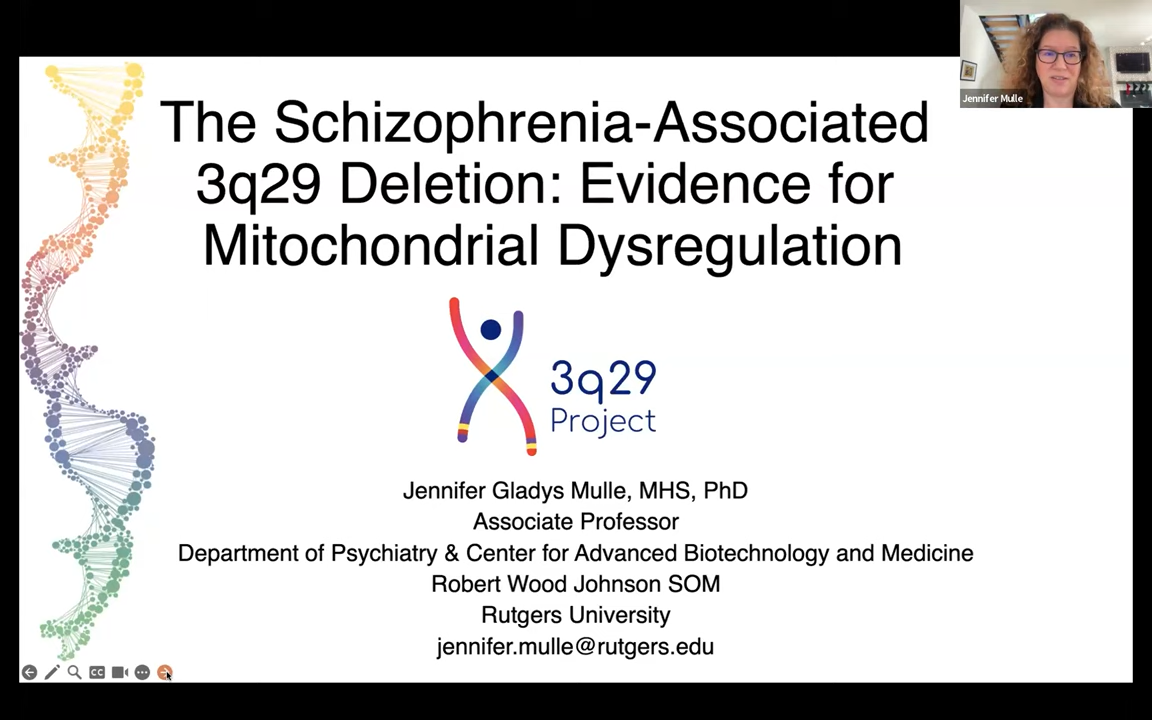 Jennifer Mulle
The Schizophrenia-Associated
3q29 Deletion: Evidence for
Mitochondrial Dysregulation
3q29
Project
Jennifer Gladys Mulle, MHS, PhD
Associate Professor
Department of Psychiatry & Center for Advanced Biotechnology and Medicine
Robert Wood Johnson SOM
Rutgers University
jennifer.mulle@rutgers.edu
CC